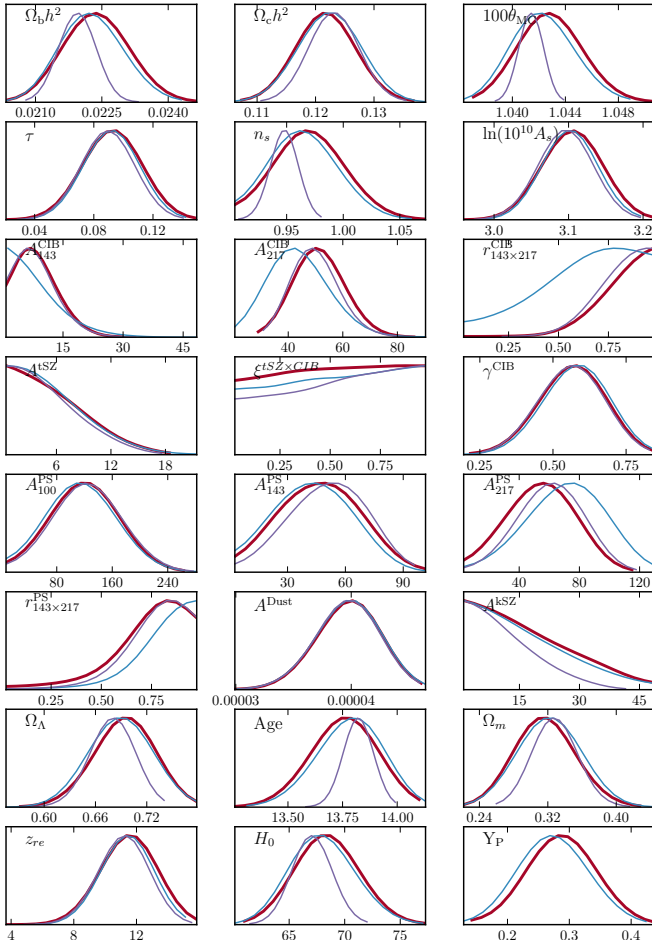 Ω_b h² Ω_c h² 100θ_MC
0.0210 0.0225 0.0240 0.11 0.12 0.13 1.040 1.044 1.048
τ n_s ln(10¹⁰A_s)
0.04 0.08 0.12 0.95 1.00 1.05 3.0 3.1 3.2
A^CIB_143 A^CIB_217 r^CIB_143×217
15 30 45 40 60 80 0.25 0.50 0.75
A^tSZ ξ^tSZ×CIB γ^CIB
6 12 18 0.25 0.50 0.75 0.25 0.50 0.75
A^PS_100 A^PS_143 A^PS_217
80 160 240 30 60 90 40 80 120
r^PS_143×217 A^Dust A^kSZ
0.25 0.50 0.75 0.00003 0.00004 15 30 45
Ω_Λ Age Ω_m
0.60 0.66 0.72 13.50 13.75 14.00 0.24 0.32 0.40
z_re H_0 Y_P
4 8 12 65 70 75 0.2 0.3 0.4